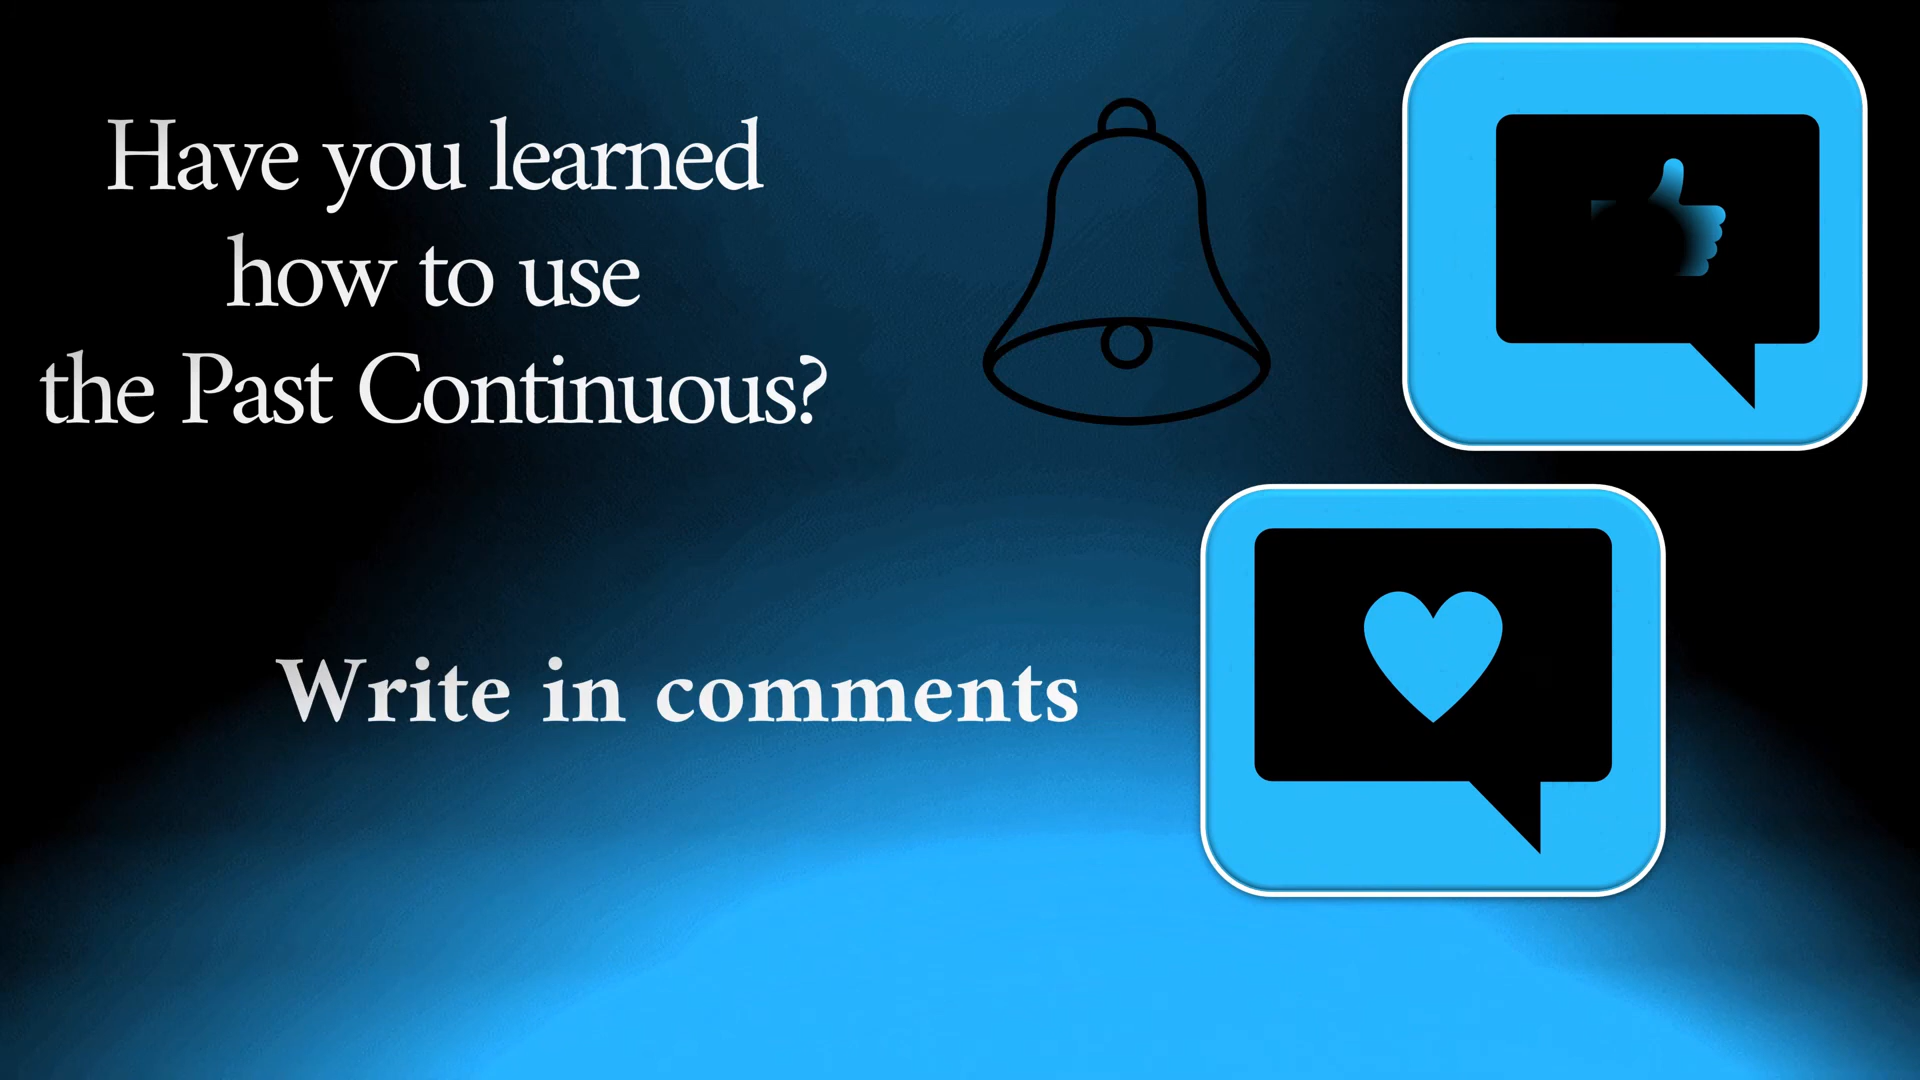 Have you learned
how to use
the Past Continuous?
Write in comments